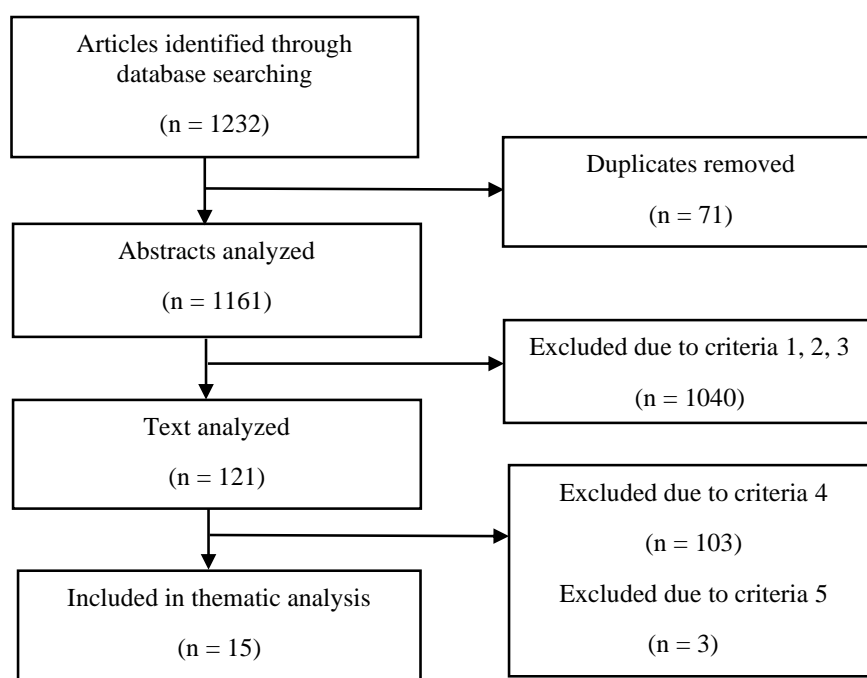 Articles identified through
database searching
(n = 1232)
Duplicates removed
(n = 71)
Abstracts analyzed
(n = 1161)
Excluded due to criteria 1, 2, 3
(n = 1040)
Text analyzed
(n = 121)
Excluded due to criteria 4
(n = 103)
Excluded due to criteria 5
(n = 3)
Included in thematic analysis
(n = 15)